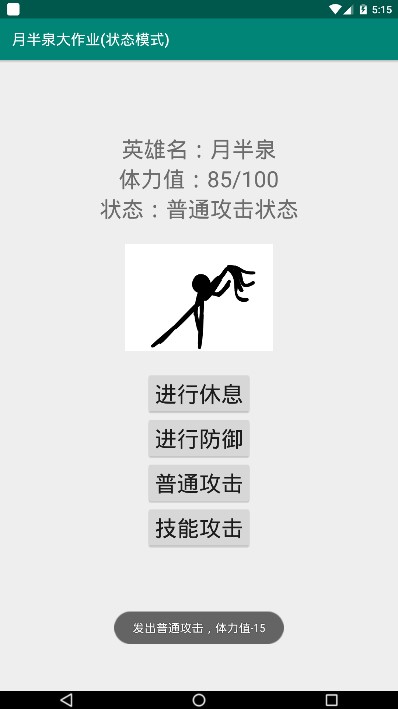 5:15
月半泉大作业(状态模式)
英雄名：月半泉
体力值：85/100
状态：普通攻击状态
进行休息
进行防御
普通攻击
技能攻击
发出普通攻击，体力值-15